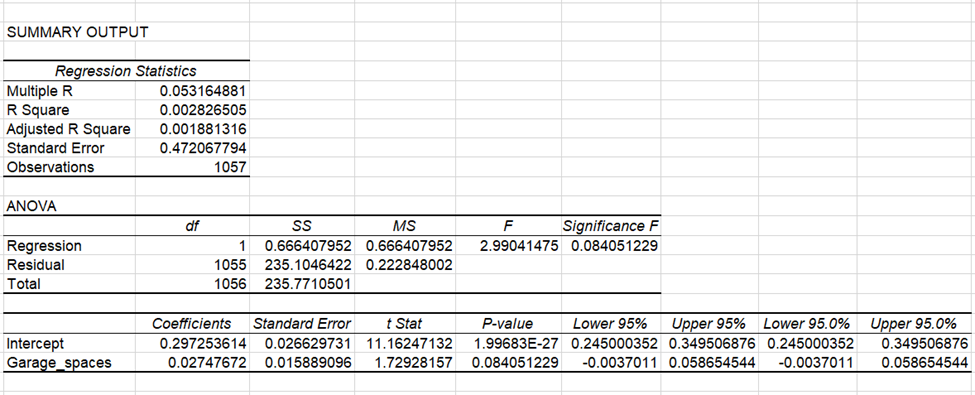 SUMMARY OUTPUT
Regression Statistics
Multiple R 0.053164881
R Square 0.002826505
Adjusted R Square 0.001881316
Standard Error 0.472067794
Observations 1057
ANOVA
df SS MS F Significance F
Regression 1 0.666407952 0.666407952 2.99041475 0.084051229
Residual 1055 235.1046422 0.222848002
Total 1056 235.7710501
Coefficients Standard Error t Stat P-value Lower 95% Upper 95% Lower 95.0% Upper 95.0%
Intercept 0.297253614 0.026629731 11.16247132 1.99683E-27 0.245000352 0.349506876 0.245000352 0.349506876
Garage_spaces 0.02747672 0.015889096 1.72928157 0.084051229 -0.0037011 0.058654544 -0.0037011 0.058654544